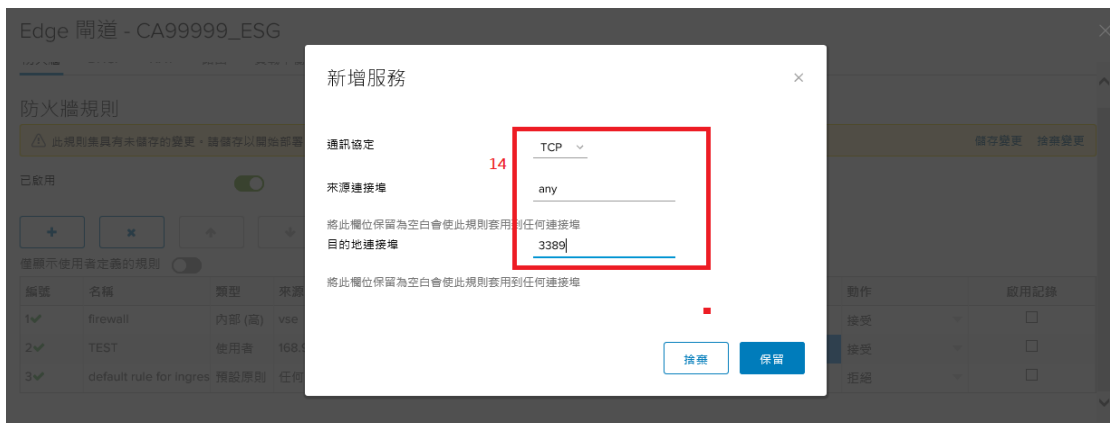 Edge 閘道 - CA99999_ESG
新增服務
防火牆規則
此規則集具有未儲存的變更，請儲存以開始部署
儲存變更 捨棄變更
通訊協定 TCP
14
已啟用
來源連接埠 any
將此欄位保留為空白會使此規則套用到任何連接埠
目的地連接埠 3389
僅顯示使用者定義的規則
將此欄位保留為空白會使此規則套用到任何連接埠
編號 名稱 類型 來源 動作 啟用記錄
1 firewall 內部 (高) vse 接受
2 TEST 使用者 168.9 接受
3 default rule for ingres 預設原則 任何 拒絕
捨棄 保留